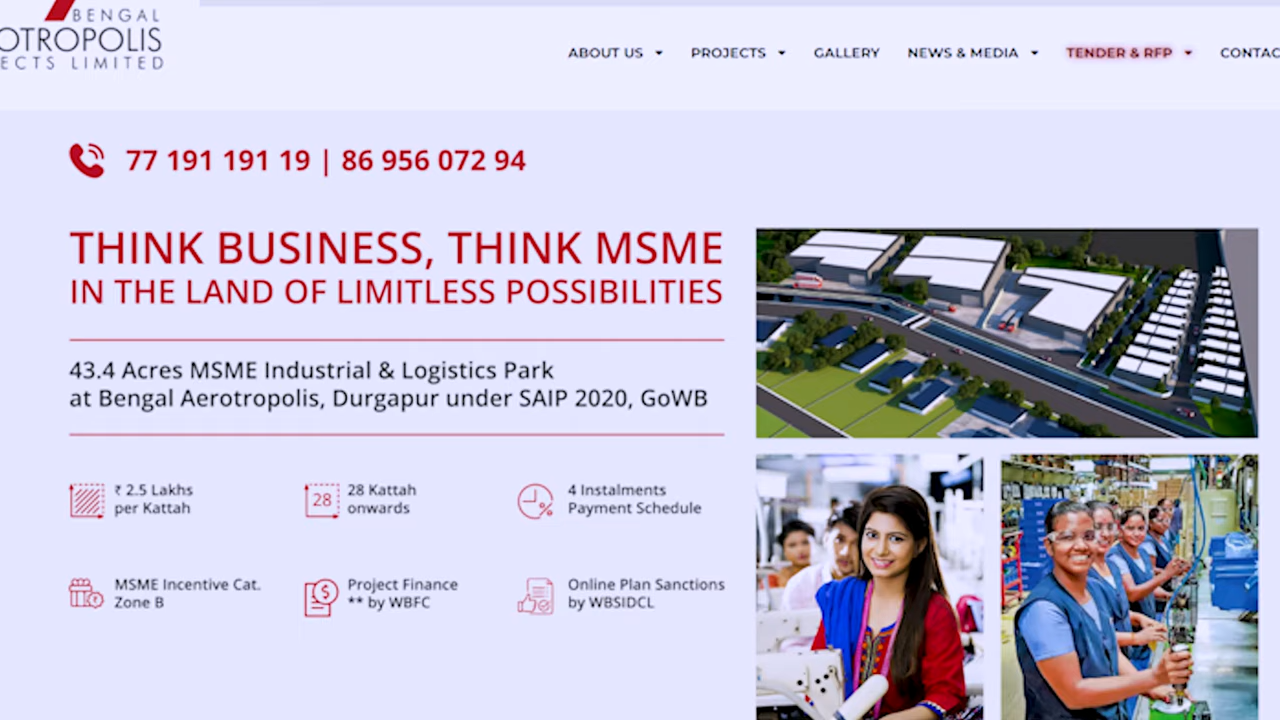 BENGAL
OTROPOLIS
ECTS LIMITED
ABOUT US
PROJECTS
GALLERY
NEWS & MEDIA
TENDER & RFP
CONTAC
77 191 191 19 | 86 956 072 94
THINK BUSINESS, THINK MSME
IN THE LAND OF LIMITLESS POSSIBILITIES
43.4 Acres MSME Industrial & Logistics Park
at Bengal Aerotropolis, Durgapur under SAIP 2020, GoWB
₹ 2.5 Lakhs
per Kattah
28
28 Kattah
onwards
4 Instalments
Payment Schedule
MSME Incentive Cat.
Zone B
Project Finance
** by WBFC
Online Plan Sanctions
by WBSIDCL